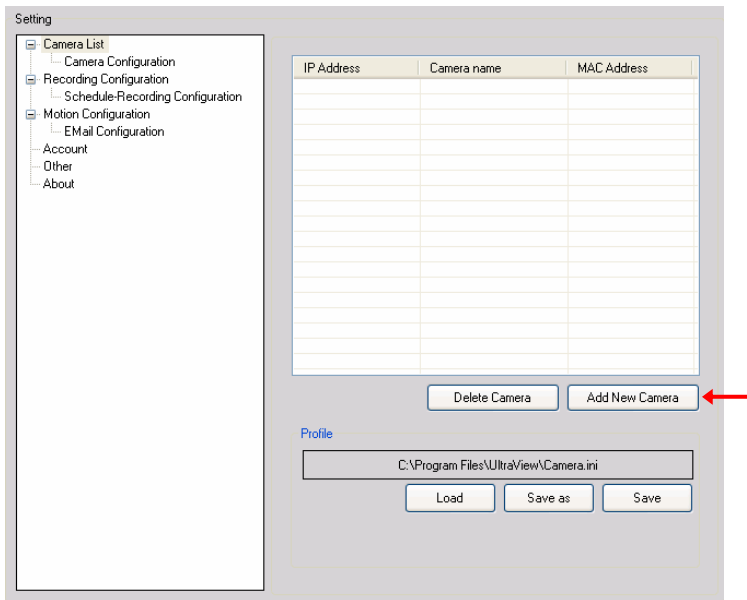 Setting
Camera List
Camera Configuration
Recording Configuration
Schedule-Recording Configuration
Motion Configuration
EMail Configuration
Account
Other
About
IP Address Camera name MAC Address
Delete Camera Add New Camera
Profile
C:\Program Files\UltraView\Camera.ini
Load Save as Save